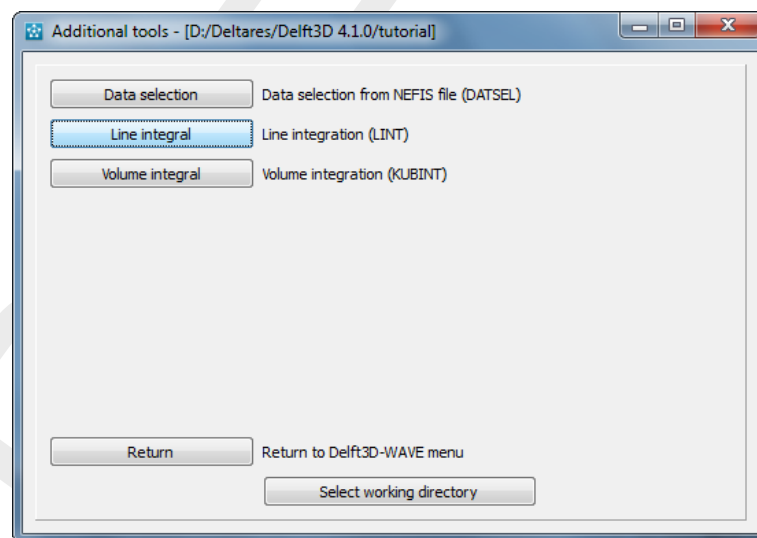 Additional tools - [D:/Deltares/Delft3D 4.1.0/tutorial]
Data selection Data selection from NEFIS file (DATSEL)
Line integral Line integration (LINT)
Volume integral Volume integration (KUBINT)
Return Return to Delft3D-WAVE menu
Select working directory